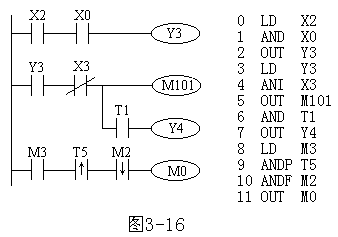 X2 X0
Y3
Y3 X3
M101
T1
Y4
M3 T5 M2
M0
0 LD X2
1 AND X0
2 OUT Y3
3 LD Y3
4 ANI X3
5 OUT M101
6 AND T1
7 OUT Y4
8 LD M3
9 ANDP T5
10 ANDF M2
11 OUT M0
图3-16